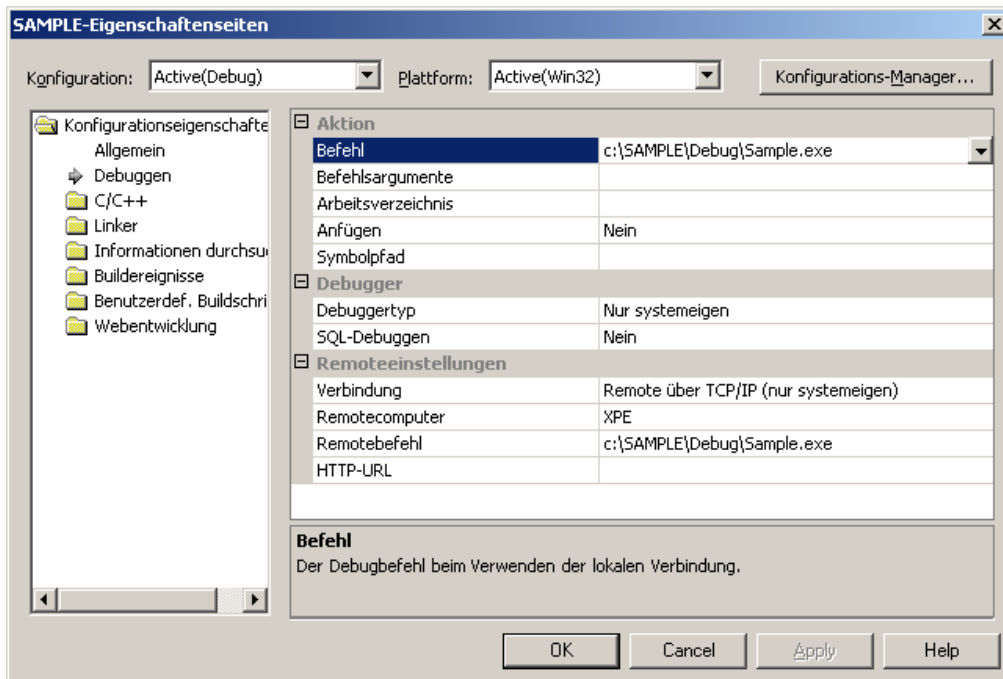 SAMPLE-Eigenschaftenseiten
Konfiguration: Active(Debug) Plattform: Active(Win32) Konfigurations-Manager...
Konfigurationseigenschafte
Allgemein
Debuggen
C/C++
Linker
Informationen durchsu
Buildereignisse
Benutzerdef. Buildschri
Webentwicklung
Aktion
Befehl c:\SAMPLE\Debug\Sample.exe
Befehlsargumente
Arbeitsverzeichnis
Anfügen Nein
Symbolpfad
Debugger
Debuggertyp Nur systemeigen
SQL-Debuggen Nein
Remoteeinstellungen
Verbindung Remote über TCP/IP (nur systemeigen)
Remotecomputer XPE
Remotebefehl c:\SAMPLE\Debug\Sample.exe
HTTP-URL
Befehl
Der Debugbefehl beim Verwenden der lokalen Verbindung.
OK Cancel Apply Help